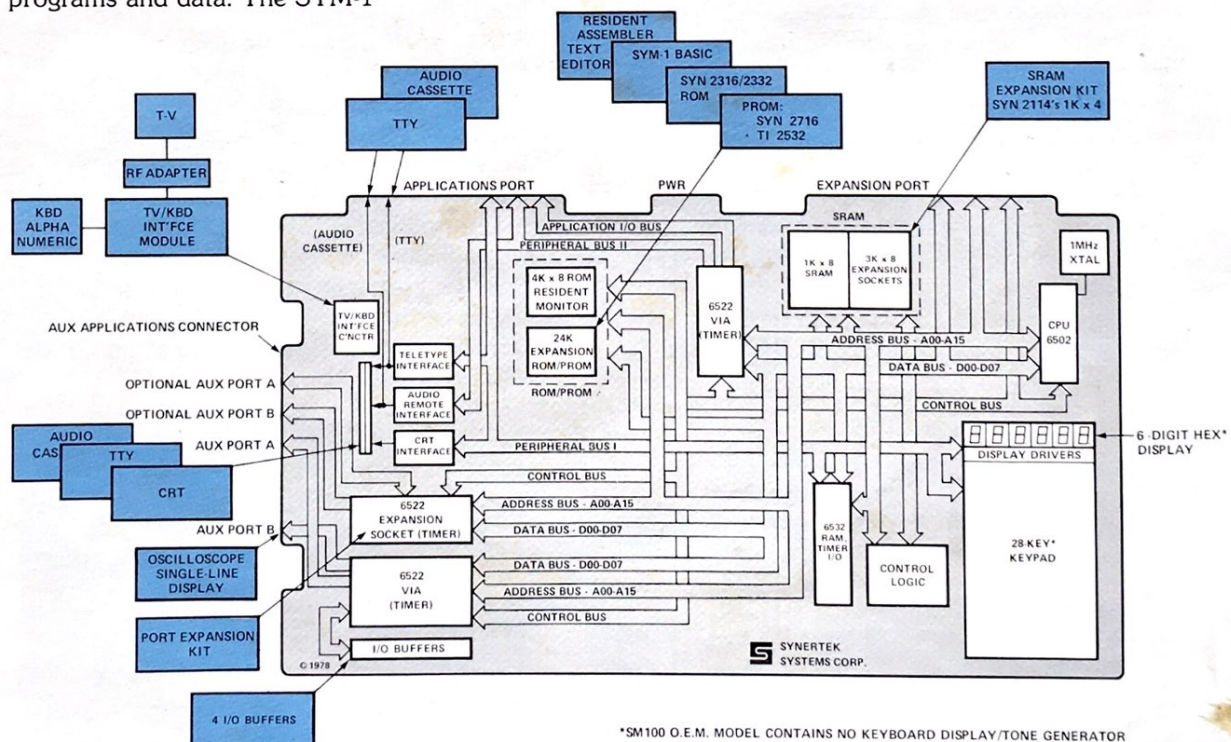 programs and data. The SYM-1
RESIDENT
ASSEMBLER
TEXT
EDITOR
SYM-1 BASIC
SYN 2316/2332
ROM
PROM:
SYN 2716
TI 2532
SRAM
EXPANSION KIT
SYN 2114's 1K x 4
AUDIO
CASSETTE
TTY
T-V
RF ADAPTER
KBD
ALPHA
NUMERIC
TV/KBD
INT'FCE
MODULE
APPLICATIONS PORT
PWR
EXPANSION PORT
(AUDIO
CASSETTE)
(TTY)
APPLICATION I/O BUS
PERIPHERAL BUS II
SRAM
1K x 8
SRAM
3K x 8
EXPANSION
SOCKETS
1MHz
XTAL
4K x 8 ROM
RESIDENT
MONITOR
24K
EXPANSION
ROM/PROM
ROM/PROM
6522
VIA
(TIMER)
CPU
6502
TV/KBD
INT'FCE
C'NCTR
AUX APPLICATIONS CONNECTOR
TELETYPE
INTERFACE
AUDIO
REMOTE
INTERFACE
CRT
INTERFACE
ADDRESS BUS - A00-A15
DATA BUS - D00-D07
CONTROL BUS
OPTIONAL AUX PORT A
OPTIONAL AUX PORT B
AUX PORT A
AUDIO
CAS
TTY
CRT
PERIPHERAL BUS I
CONTROL BUS
6-DIGIT HEX*
DISPLAY
DISPLAY DRIVERS
6522
EXPANSION
SOCKET (TIMER)
ADDRESS BUS - A00-A15
DATA BUS - D00-D07
6532
RAM,
TIMER
I/O
CONTROL
LOGIC
28-KEY*
KEYPAD
AUX PORT B
OSCILLOSCOPE
SINGLE-LINE
DISPLAY
6522
VIA
(TIMER)
DATA BUS - D00-D07
ADDRESS BUS - A00-A15
CONTROL BUS
PORT EXPANSION
KIT
I/O BUFFERS
© 1978
S SYNERTEK
SYSTEMS CORP.
4 I/O BUFFERS
*SM100 O.E.M. MODEL CONTAINS NO KEYBOARD DISPLAY/TONE GENERATOR